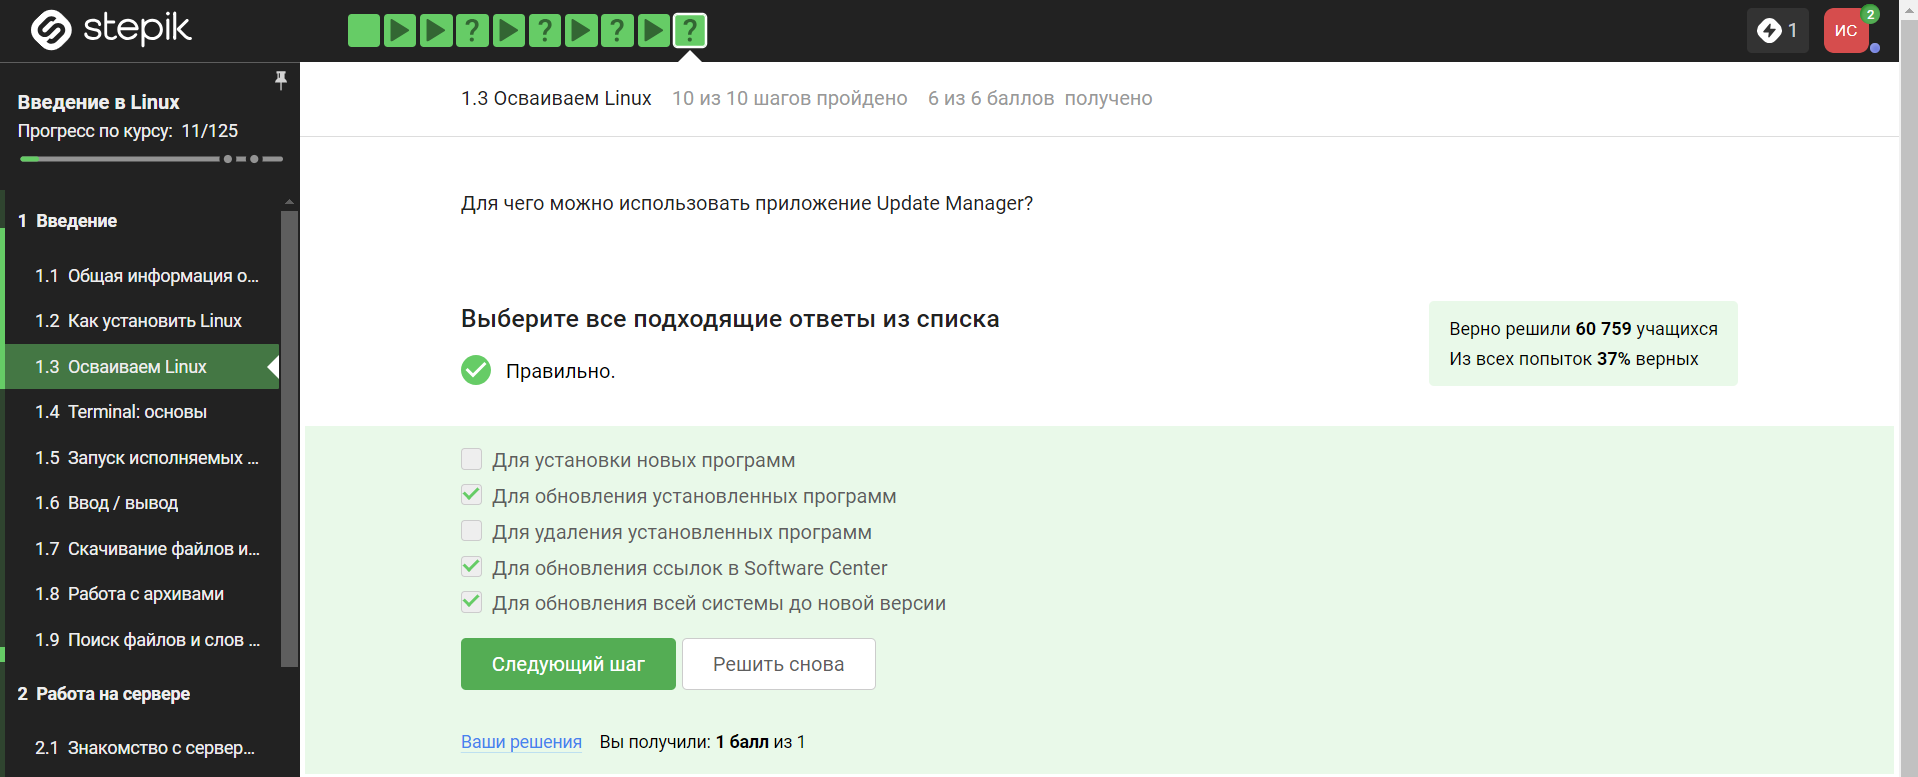 stepik
? ? ? ?
1
ИС
2
Введение в Linux
Прогресс по курсу: 11/125
1 Введение
1.1 Общая информация о...
1.2 Как установить Linux
1.3 Осваиваем Linux
1.4 Terminal: основы
1.5 Запуск исполняемых ...
1.6 Ввод / вывод
1.7 Скачивание файлов и...
1.8 Работа с архивами
1.9 Поиск файлов и слов ...
2 Работа на сервере
2.1 Знакомство с сервер...
1.3 Осваиваем Linux 10 из 10 шагов пройдено 6 из 6 баллов получено
Для чего можно использовать приложение Update Manager?
Выберите все подходящие ответы из списка
Правильно.
Верно решили 60 759 учащихся
Из всех попыток 37% верных
Для установки новых программ
Для обновления установленных программ
Для удаления установленных программ
Для обновления ссылок в Software Center
Для обновления всей системы до новой версии
Следующий шаг Решить снова
Ваши решения Вы получили: 1 балл из 1